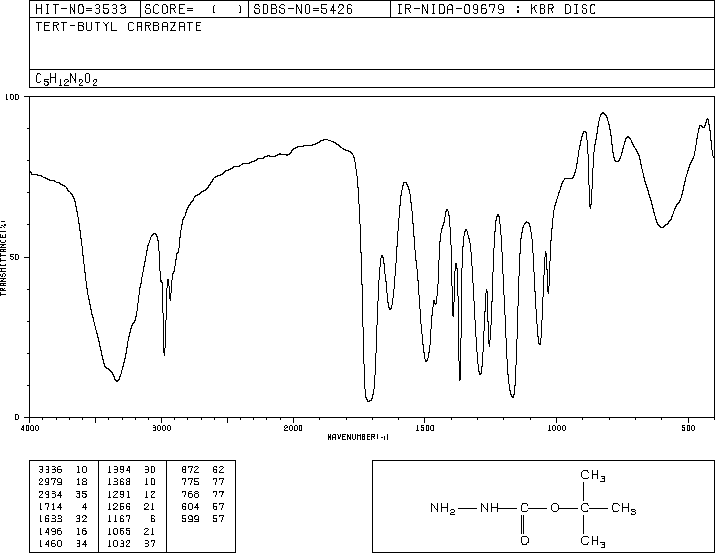 HIT-NO=3533 SCORE= ( ) SDBS-NO=5426 IR-NIDA-09679 : KBR DISC
TERT-BUTYL CARBAZATE
C5H12N2O2
100
50
0
TRANSMITTANCE(%)
4000 3000 2000 1500 1000 500
WAVENUMBER(-1)
3336 10 1394 30 872 62
2979 18 1368 10 775 77
2934 35 1291 12 768 77
1714 4 1256 21 604 57
1633 32 1167 6 599 57
1496 16 1065 21
1460 34 1032 37
CH3
NH2—NH—C—O—C—CH3
O CH3